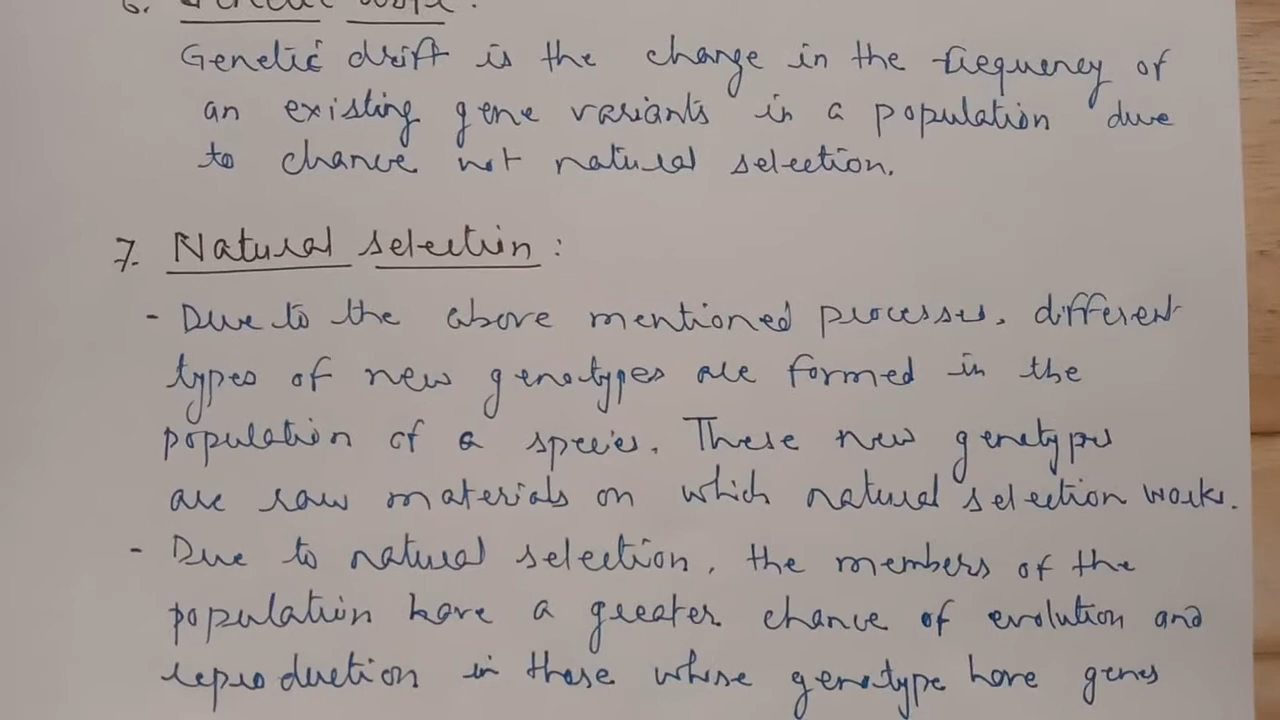 6. Genetic drift:
Genetic drift is the change in the frequency of
an existing gene variants in a population due
to chance not natural selection.
7. Natural selection:
- Due to the above mentioned processes, different
types of new genotypes are formed in the
population of a species. These new genotypes
are raw materials on which natural selection works.
- Due to natural selection, the members of the
population have a greater chance of evolution and
reproduction in those whose genotype have genes